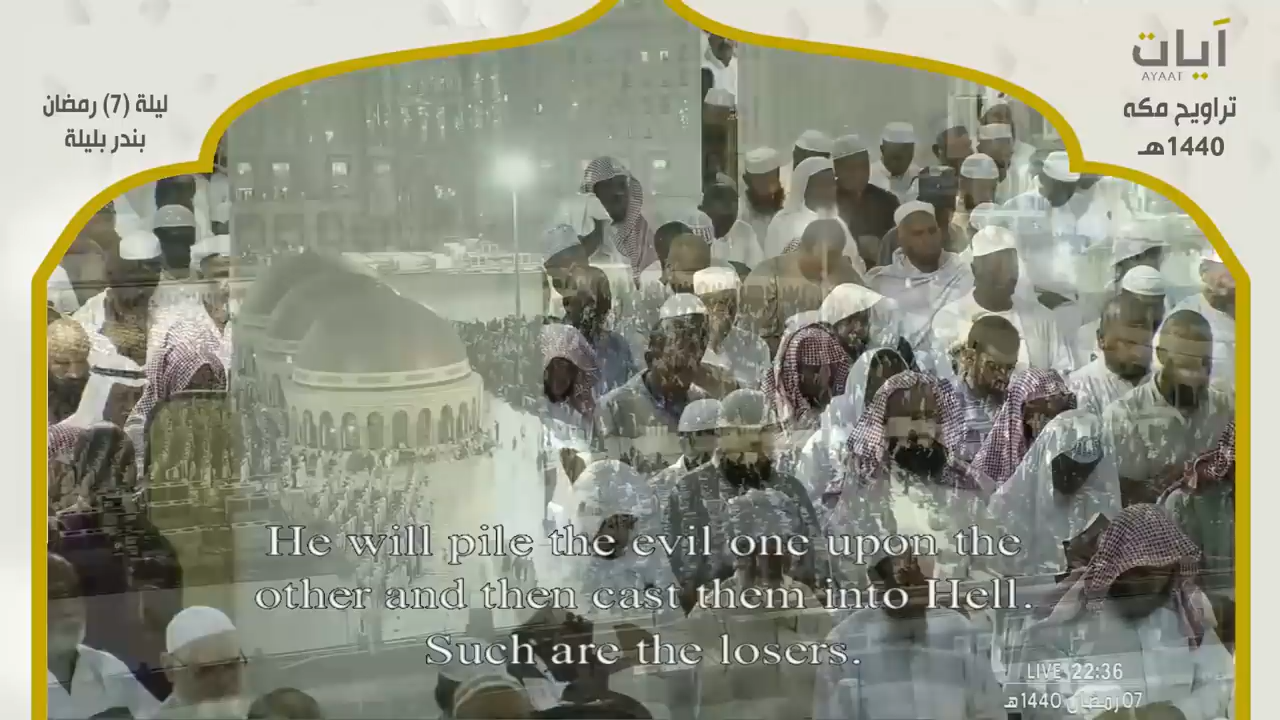 آيات
AYAAT
تراويح مكه
1440هـ
ليلة (7) رمضان
بندر بليلة
He will pile the evil one upon the
other and then cast them into Hell.
Such are the losers.
LIVE 22:36
07 رمضان 1440هـ